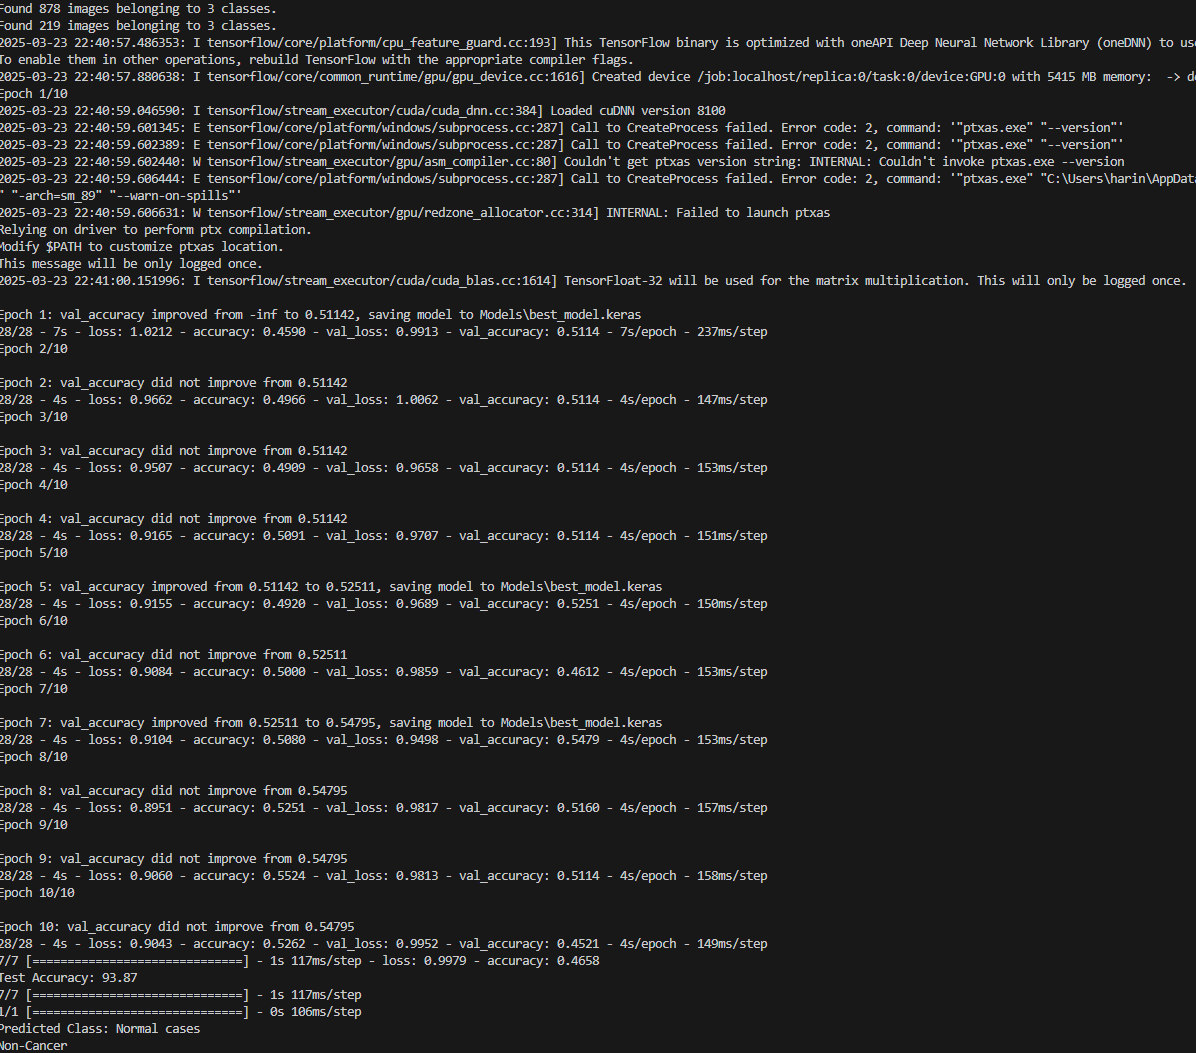 Found 878 images belonging to 3 classes.
Found 219 images belonging to 3 classes.
2025-03-23 22:40:57.486353: I tensorflow/core/platform/cpu_feature_guard.cc:193] This TensorFlow binary is optimized with oneAPI Deep Neural Network Library (oneDNN) to us
To enable them in other operations, rebuild TensorFlow with the appropriate compiler flags.
2025-03-23 22:40:57.880638: I tensorflow/core/common_runtime/gpu/gpu_device.cc:1616] Created device /job:localhost/replica:0/task:0/device:GPU:0 with 5415 MB memory:  -> d
Epoch 1/10
2025-03-23 22:40:59.046590: I tensorflow/stream_executor/cuda/cuda_dnn.cc:384] Loaded cuDNN version 8100
2025-03-23 22:40:59.601345: E tensorflow/core/platform/windows/subprocess.cc:287] Call to CreateProcess failed. Error code: 2, command: '"ptxas.exe" "--version"'
2025-03-23 22:40:59.602389: E tensorflow/core/platform/windows/subprocess.cc:287] Call to CreateProcess failed. Error code: 2, command: '"ptxas.exe" "--version"'
2025-03-23 22:40:59.602440: W tensorflow/stream_executor/gpu/asm_compiler.cc:80] Couldn't get ptxas version string: INTERNAL: Couldn't invoke ptxas.exe --version
2025-03-23 22:40:59.606444: E tensorflow/core/platform/windows/subprocess.cc:287] Call to CreateProcess failed. Error code: 2, command: '"ptxas.exe" "C:\Users\harin\AppData
" "-arch=sm_89" "--warn-on-spills"'
2025-03-23 22:40:59.606631: W tensorflow/stream_executor/gpu/redzone_allocator.cc:314] INTERNAL: Failed to launch ptxas
Relying on driver to perform ptx compilation.
Modify $PATH to customize ptxas location.
This message will be only logged once.
2025-03-23 22:41:00.151996: I tensorflow/stream_executor/cuda/cuda_blas.cc:1614] TensorFloat-32 will be used for the matrix multiplication. This will only be logged once.
Epoch 1: val_accuracy improved from -inf to 0.51142, saving model to Models\best_model.keras
28/28 - 7s - loss: 1.0212 - accuracy: 0.4590 - val_loss: 0.9913 - val_accuracy: 0.5114 - 7s/epoch - 237ms/step
Epoch 2/10
Epoch 2: val_accuracy did not improve from 0.51142
28/28 - 4s - loss: 0.9662 - accuracy: 0.4966 - val_loss: 1.0062 - val_accuracy: 0.5114 - 4s/epoch - 147ms/step
Epoch 3/10
Epoch 3: val_accuracy did not improve from 0.51142
28/28 - 4s - loss: 0.9507 - accuracy: 0.4909 - val_loss: 0.9658 - val_accuracy: 0.5114 - 4s/epoch - 153ms/step
Epoch 4/10
Epoch 4: val_accuracy did not improve from 0.51142
28/28 - 4s - loss: 0.9165 - accuracy: 0.5091 - val_loss: 0.9707 - val_accuracy: 0.5114 - 4s/epoch - 151ms/step
Epoch 5/10
Epoch 5: val_accuracy improved from 0.51142 to 0.52511, saving model to Models\best_model.keras
28/28 - 4s - loss: 0.9155 - accuracy: 0.4920 - val_loss: 0.9689 - val_accuracy: 0.5251 - 4s/epoch - 150ms/step
Epoch 6/10
Epoch 6: val_accuracy did not improve from 0.52511
28/28 - 4s - loss: 0.9084 - accuracy: 0.5000 - val_loss: 0.9859 - val_accuracy: 0.4612 - 4s/epoch - 153ms/step
Epoch 7/10
Epoch 7: val_accuracy improved from 0.52511 to 0.54795, saving model to Models\best_model.keras
28/28 - 4s - loss: 0.9104 - accuracy: 0.5080 - val_loss: 0.9498 - val_accuracy: 0.5479 - 4s/epoch - 153ms/step
Epoch 8/10
Epoch 8: val_accuracy did not improve from 0.54795
28/28 - 4s - loss: 0.8951 - accuracy: 0.5251 - val_loss: 0.9817 - val_accuracy: 0.5160 - 4s/epoch - 157ms/step
Epoch 9/10
Epoch 9: val_accuracy did not improve from 0.54795
28/28 - 4s - loss: 0.9060 - accuracy: 0.5524 - val_loss: 0.9813 - val_accuracy: 0.5114 - 4s/epoch - 158ms/step
Epoch 10/10
Epoch 10: val_accuracy did not improve from 0.54795
28/28 - 4s - loss: 0.9043 - accuracy: 0.5262 - val_loss: 0.9952 - val_accuracy: 0.4521 - 4s/epoch - 149ms/step
7/7 [==============================] - 1s 117ms/step - loss: 0.9979 - accuracy: 0.4658
Test Accuracy: 93.87
7/7 [==============================] - 1s 117ms/step
1/1 [==============================] - 0s 106ms/step
Predicted Class: Normal cases
Non-Cancer